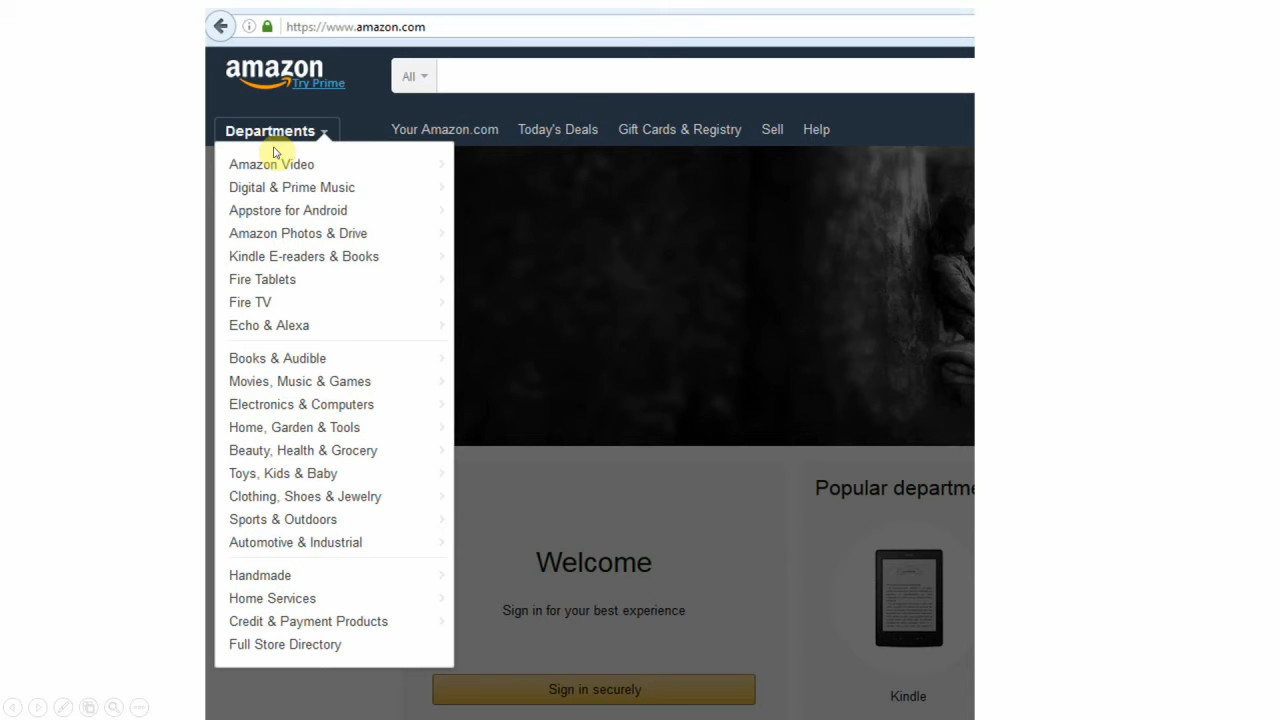 https://www.amazon.com
amazon
Try Prime
All
Departments
Your Amazon.com
Today's Deals
Gift Cards & Registry
Sell
Help
Amazon Video
Digital & Prime Music
Appstore for Android
Amazon Photos & Drive
Kindle E-readers & Books
Fire Tablets
Fire TV
Echo & Alexa
Books & Audible
Movies, Music & Games
Electronics & Computers
Home, Garden & Tools
Beauty, Health & Grocery
Toys, Kids & Baby
Clothing, Shoes & Jewelry
Sports & Outdoors
Automotive & Industrial
Handmade
Home Services
Credit & Payment Products
Full Store Directory
Welcome
Sign in for your best experience
Sign in securely
Popular departme
Kindle